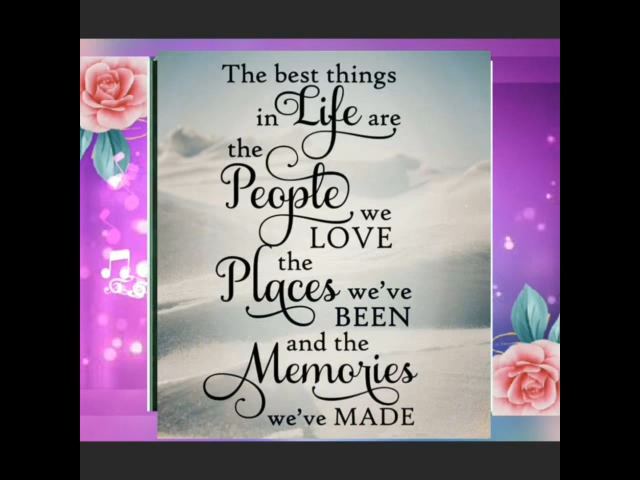 The best things
in Life are
the
People
we
LOVE
the
Places we've
BEEN
and the
Memories
we've MADE